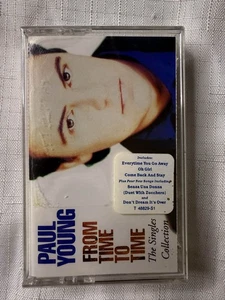 PAUL
YOUNG
FROM
TIME
TO
TIME
The Singles
Collection
Includes:
Everytime You Go Away
Oh Girl
Come Back And Stay
Plus Four New Songs Including:
Senza Una Donna
(Duet With Zucchero)
and
Don't Dream It's Over